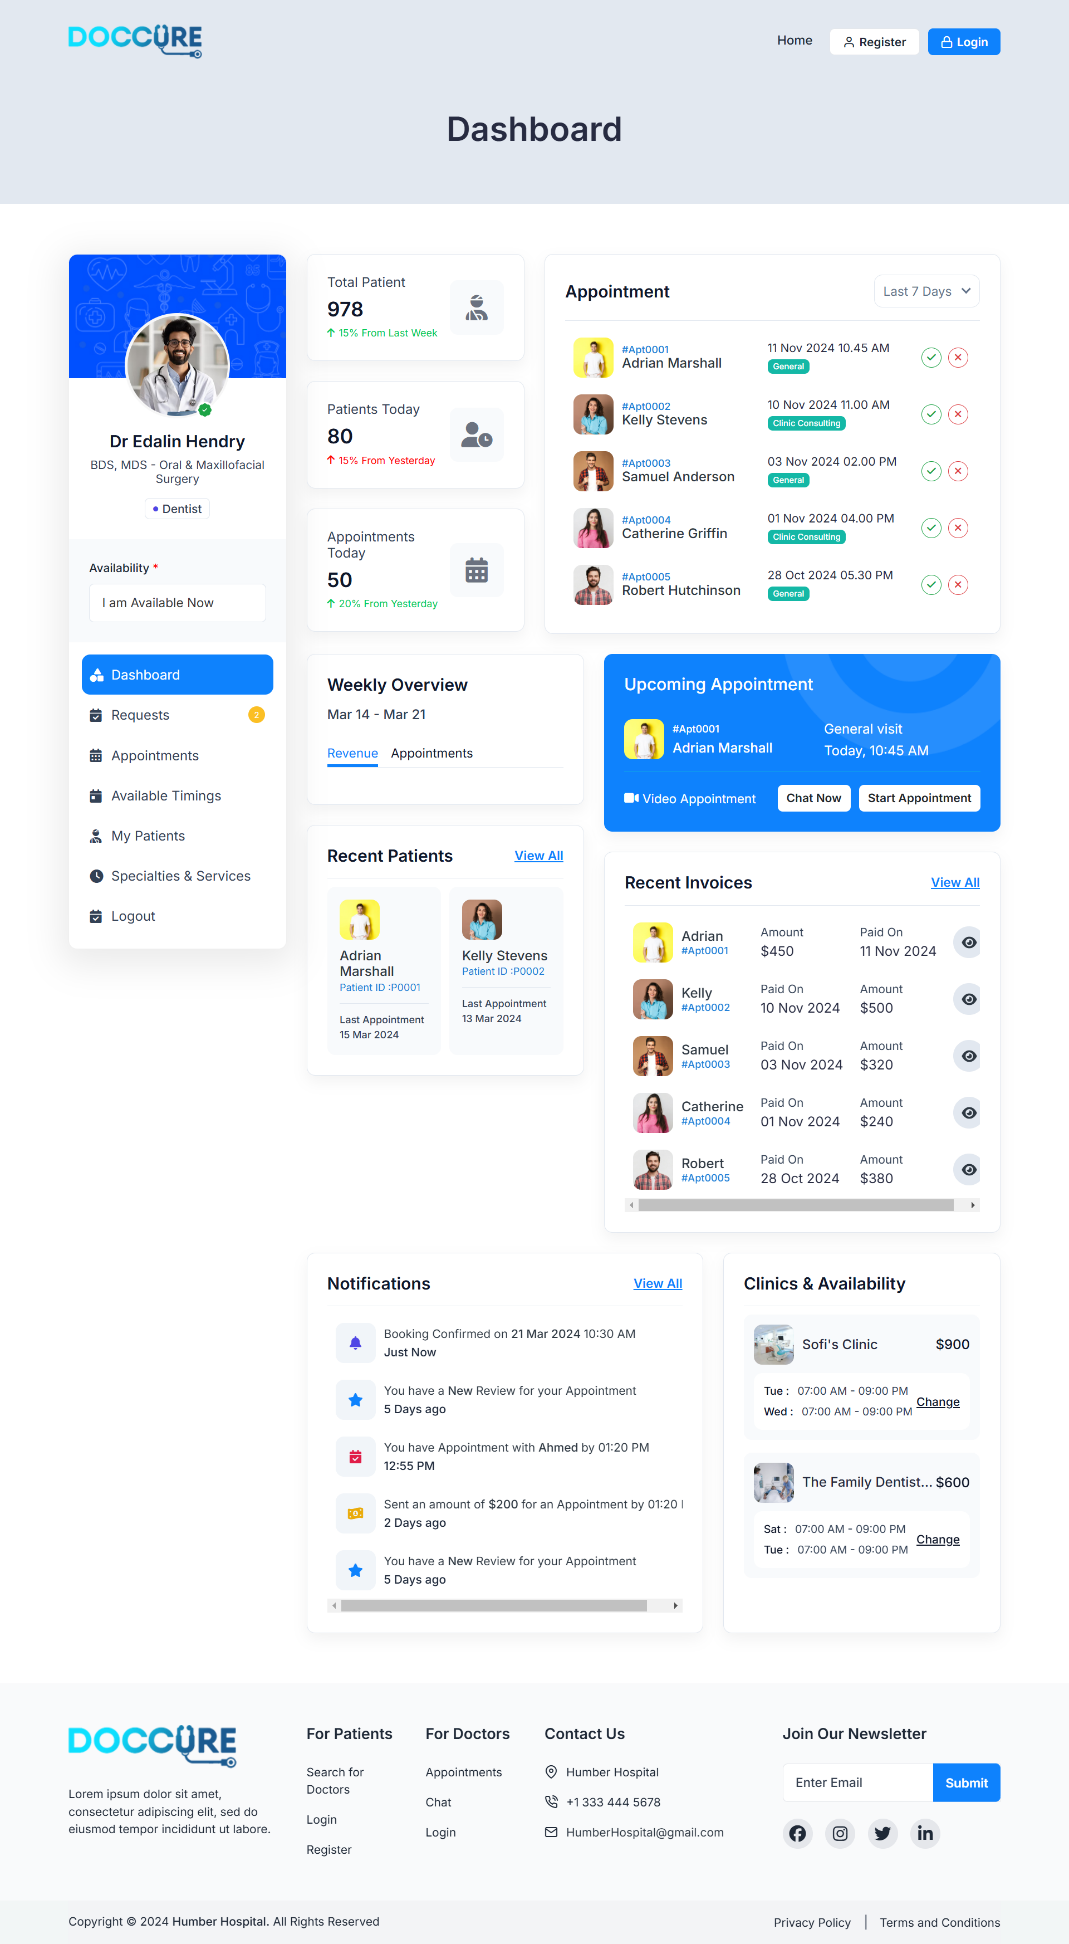 DOCCURE
Home
Register
Login
Dashboard
Dr Edalin Hendry
BDS, MDS - Oral & Maxillofacial
Surgery
Dentist
Availability *
I am Available Now
Dashboard
Requests
2
Appointments
Available Timings
My Patients
Specialties & Services
Logout
Total Patient
978
15% From Last Week
Patients Today
80
15% From Yesterday
Appointments
Today
50
20% From Yesterday
Appointment
Last 7 Days
#Apt0001
Adrian Marshall
11 Nov 2024 10.45 AM
General
#Apt0002
Kelly Stevens
10 Nov 2024 11.00 AM
Clinic Consulting
#Apt0003
Samuel Anderson
03 Nov 2024 02.00 PM
General
#Apt0004
Catherine Griffin
01 Nov 2024 04.00 PM
Clinic Consulting
#Apt0005
Robert Hutchinson
28 Oct 2024 05.30 PM
General
Weekly Overview
Mar 14 - Mar 21
Revenue
Appointments
Upcoming Appointment
#Apt0001
Adrian Marshall
General visit
Today, 10:45 AM
Video Appointment
Chat Now
Start Appointment
Recent Patients
View All
Adrian
Marshall
Patient ID :P0001
Last Appointment
15 Mar 2024
Kelly Stevens
Patient ID :P0002
Last Appointment
13 Mar 2024
Recent Invoices
View All
Adrian
#Apt0001
Amount
$450
Paid On
11 Nov 2024
Kelly
#Apt0002
Paid On
10 Nov 2024
Amount
$500
Samuel
#Apt0003
Paid On
03 Nov 2024
Amount
$320
Catherine
#Apt0004
Paid On
01 Nov 2024
Amount
$240
Robert
#Apt0005
Paid On
28 Oct 2024
Amount
$380
Notifications
View All
Booking Confirmed on 21 Mar 2024 10:30 AM
Just Now
You have a New Review for your Appointment
5 Days ago
You have Appointment with Ahmed by 01:20 PM
12:55 PM
Sent an amount of $200 for an Appointment by 01:20
2 Days ago
You have a New Review for your Appointment
5 Days ago
Clinics & Availability
Sofi's Clinic
$900
Tue : 07:00 AM - 09:00 PM
Wed : 07:00 AM - 09:00 PM
Change
The Family Dentist...
$600
Sat : 07:00 AM - 09:00 PM
Tue : 07:00 AM - 09:00 PM
Change
DOCCURE
Lorem ipsum dolor sit amet,
consectetur adipiscing elit, sed do
eiusmod tempor incididunt ut labore.
For Patients
Search for
Doctors
Login
Register
For Doctors
Appointments
Chat
Login
Contact Us
Humber Hospital
+1 333 444 5678
HumberHospital@gmail.com
Join Our Newsletter
Enter Email
Submit
Copyright © 2024 Humber Hospital. All Rights Reserved
Privacy Policy | Terms and Conditions